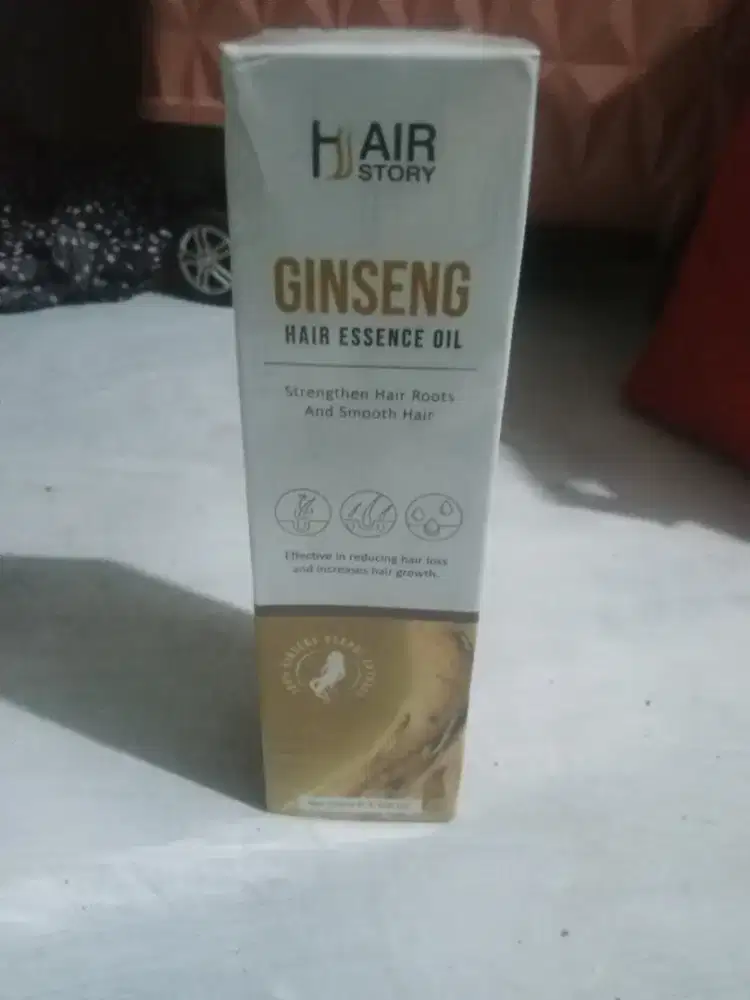 HAIR
STORY
GINSENG
HAIR ESSENCE OIL
Strengthen Hair Roots
And Smooth Hair
Effective in reducing hair loss
and increases hair growth.